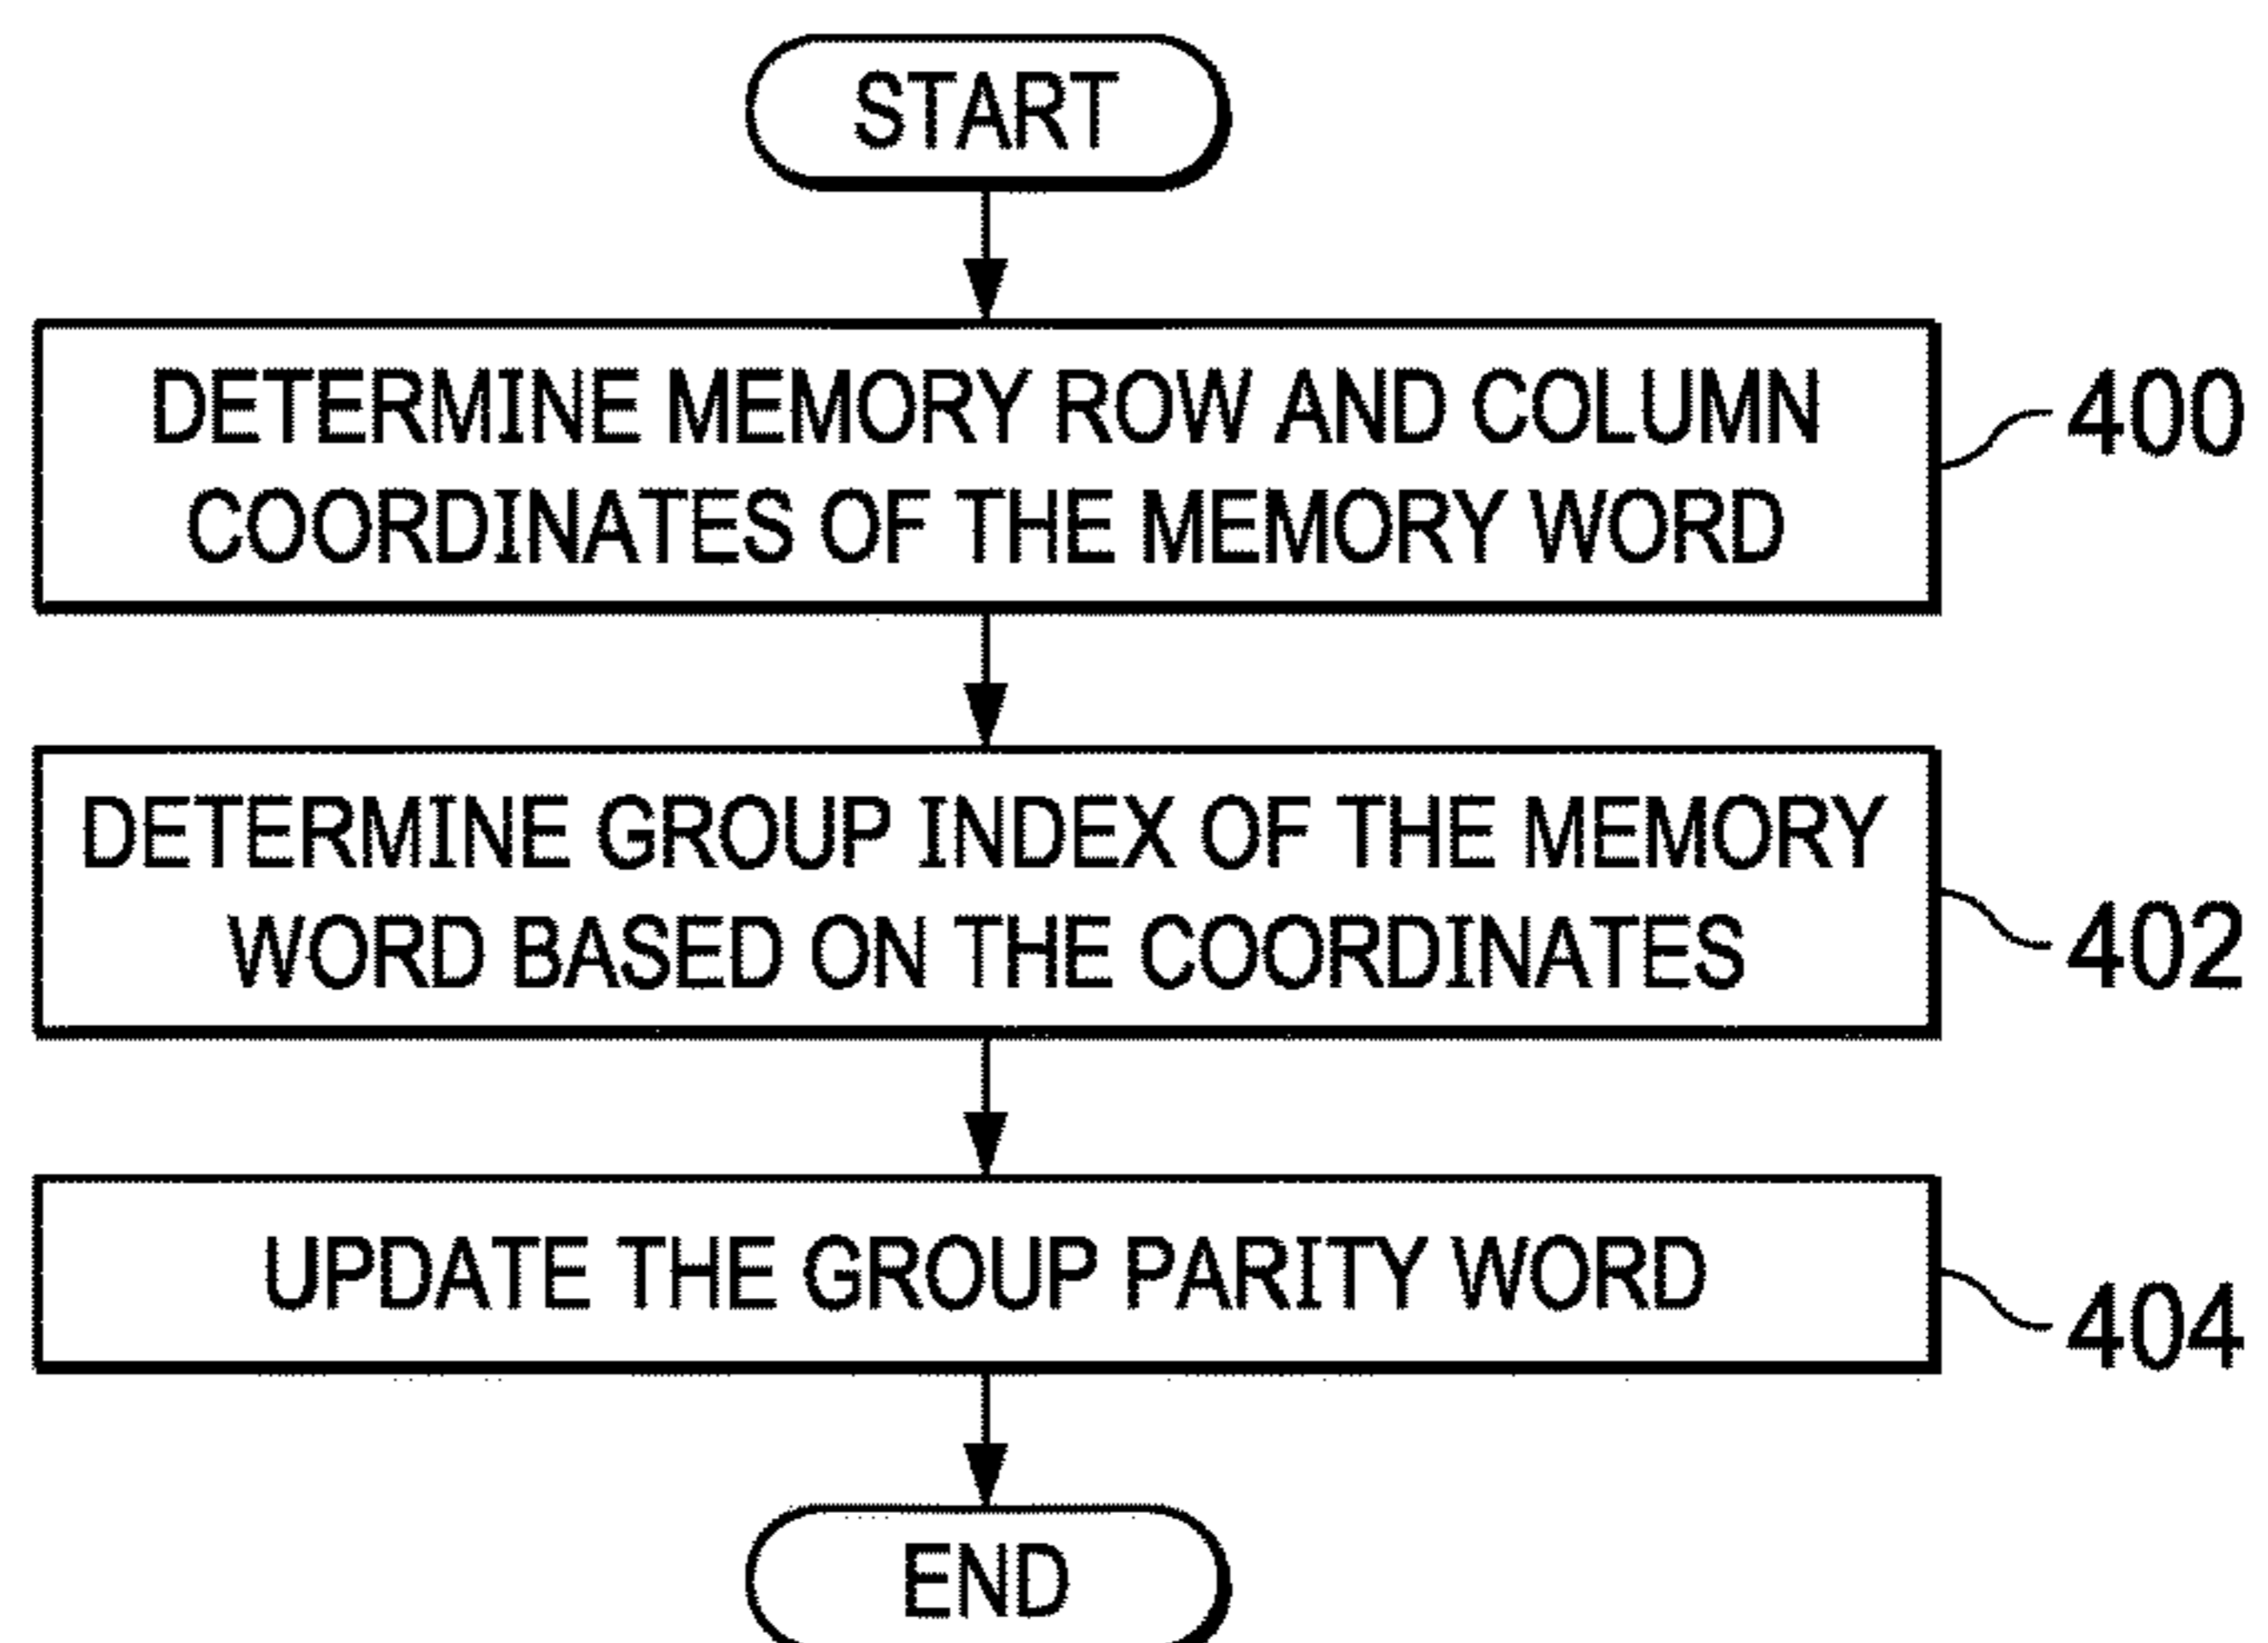 START
DETERMINE MEMORY ROW AND COLUMN
COORDINATES OF THE MEMORY WORD
400
DETERMINE GROUP INDEX OF THE MEMORY
WORD BASED ON THE COORDINATES
402
UPDATE THE GROUP PARITY WORD
404
END